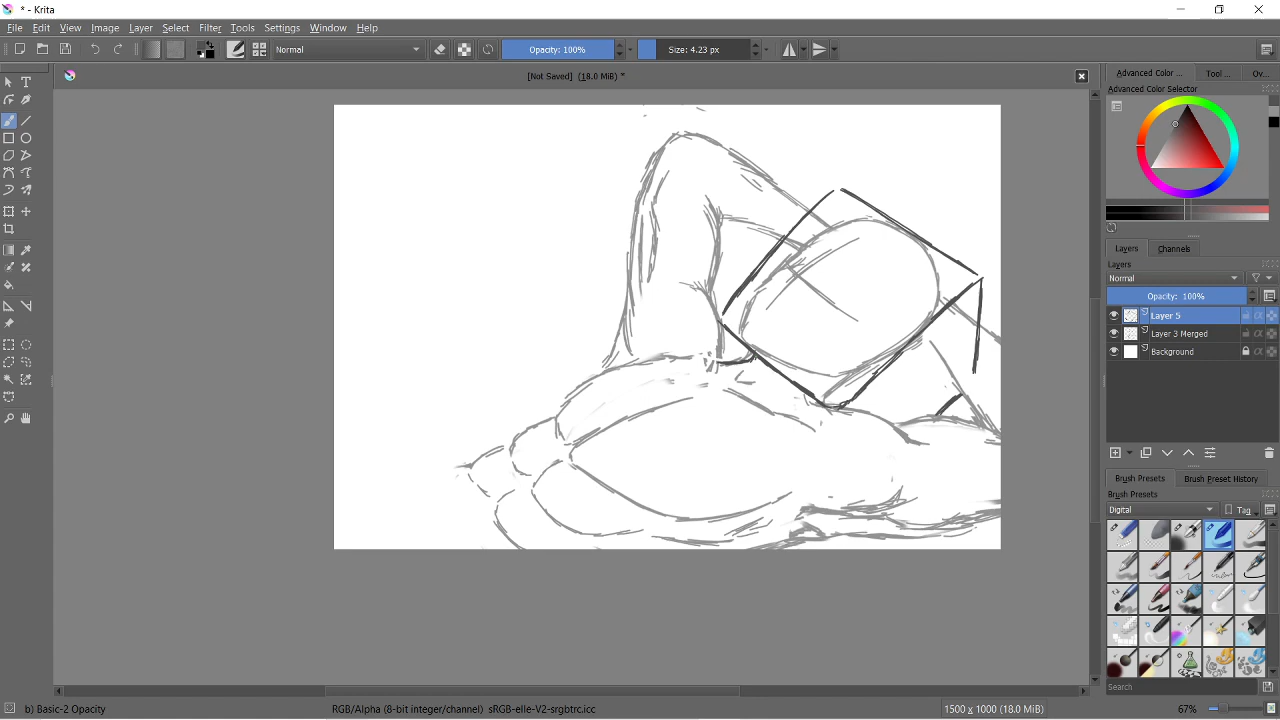 * - Krita
File Edit View Image Layer Select Filter Tools Settings Window Help
Normal Opacity: 100% Size: 4.23 px
[Not Saved] (18.0 MiB) *
Advanced Color ... Tool ... Ov...
Advanced Color Selector
Layers Channels
Layers
Normal
Opacity: 100%
Layer 5
Layer 3 Merged
Background
Brush Presets Brush Preset History
Brush Presets
Digital Tag
Search
b) Basic-2 Opacity RGB/Alpha (8-bit integer/channel) sRGB-elle-V2-srgbtrc.icc 1500 x 1000 (18.0 MiB) 67%